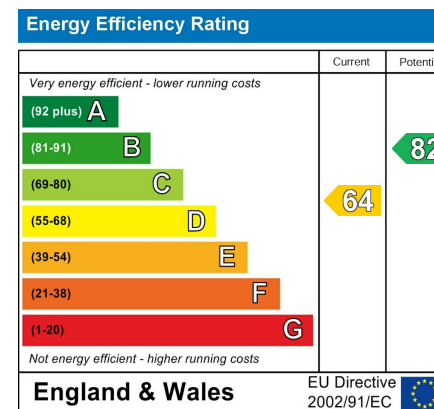 Energy Efficiency Rating
Current Potenti
Very energy efficient - lower running costs
(92 plus) A
(81-91) B 82
(69-80) C
(55-68) D 64
(39-54) E
(21-38) F
(1-20) G
Not energy efficient - higher running costs
England & Wales
EU Directive
2002/91/EC